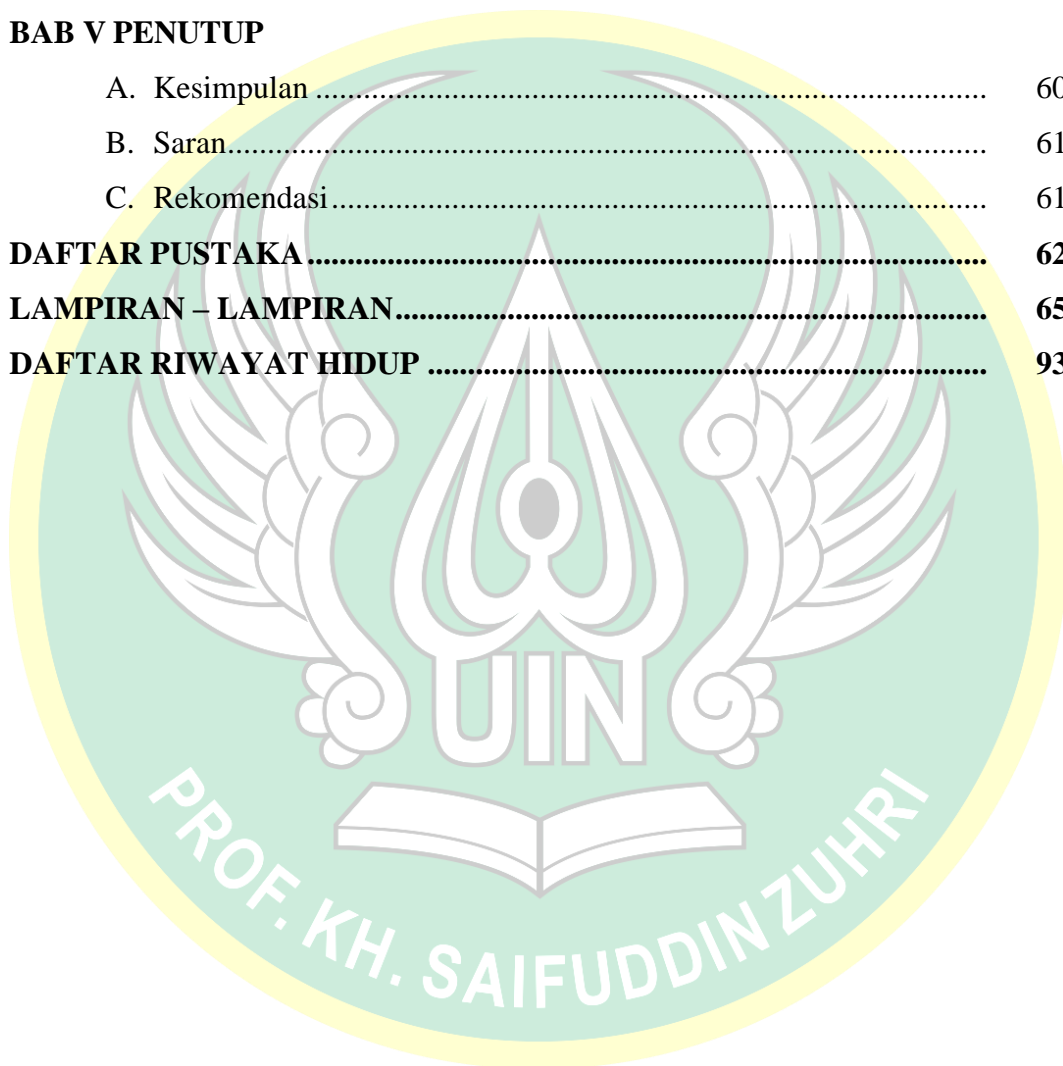 BAB V PENUTUP
A. Kesimpulan ........................................................................................ 60
B. Saran.................................................................................................... 61
C. Rekomendasi...................................................................................... 61
DAFTAR PUSTAKA ......................................................................................... 62
LAMPIRAN – LAMPIRAN.............................................................................. 65
DAFTAR RIWAYAT HIDUP .......................................................................... 93
UIN
PROF. KH. SAIFUDDIN ZUHRI